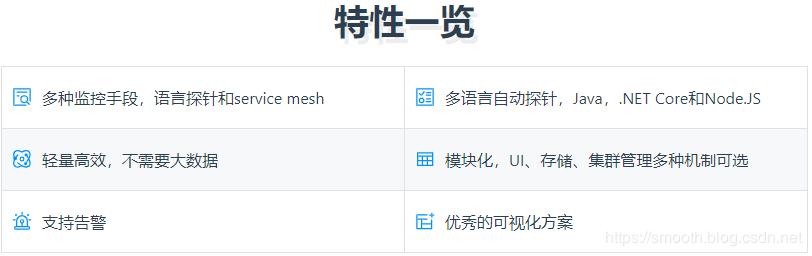 特性一览
多种监控手段，语言探针和service mesh
多语言自动探针，Java，.NET Core和Node.JS
轻量高效，不需要大数据
模块化，UI、存储、集群管理多种机制可选
支持告警
优秀的可视化方案
https://smooth.blog.csdn.net